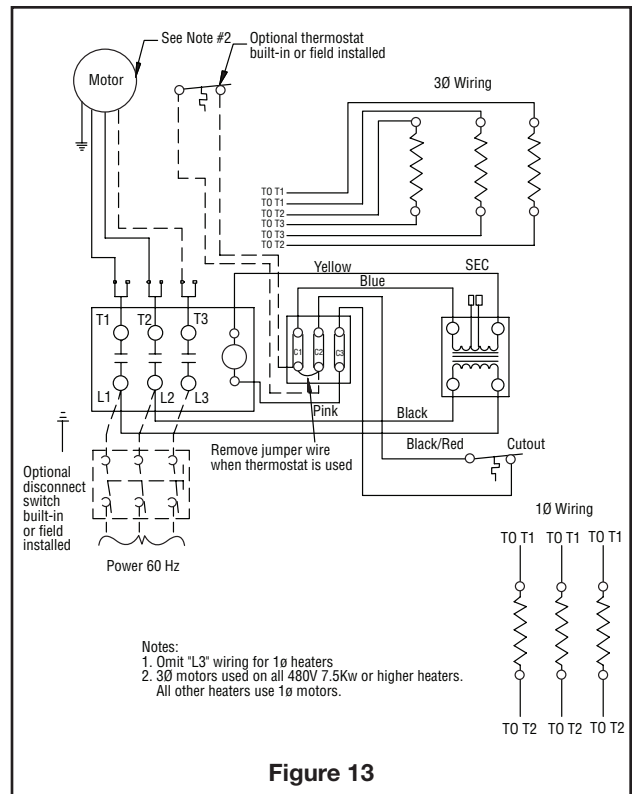 See Note #2
Optional thermostat
built-in or field installed
Motor
3Ø Wiring
TO T1
TO T1
TO T2
TO T3
TO T3
TO T2
Yellow
Blue
SEC
T1
T2
T3
C1
C2
C3
L1
L2
L3
Pink
Black
Remove jumper wire
when thermostat is used
Black/Red
Cutout
Optional
disconnect
switch
built-in
or field
installed
Power 60 Hz
1Ø Wiring
TO T1 TO T1 TO T1
TO T2 TO T2 TO T2
Notes:
1. Omit "L3" wiring for 1ø heaters
2. 3Ø motors used on all 480V 7.5Kw or higher heaters.
All other heaters use 1ø motors.
Figure 13